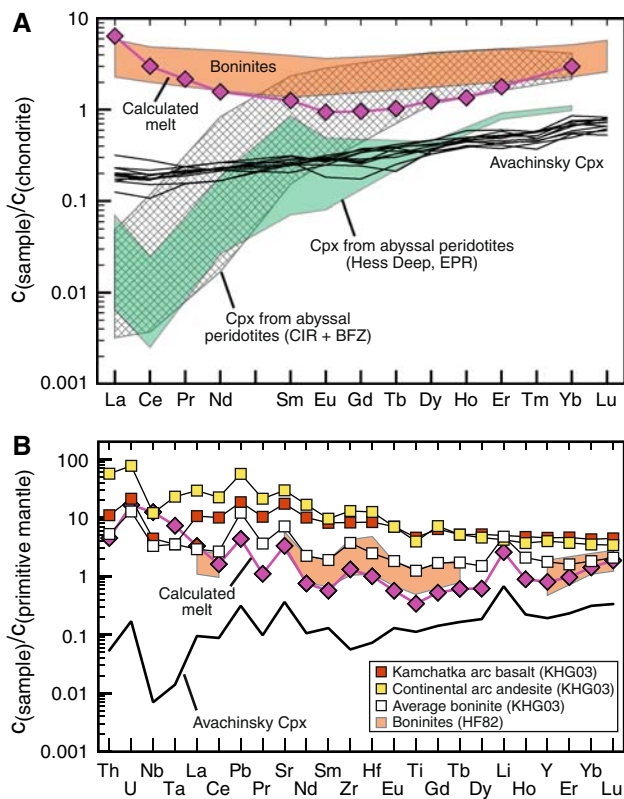 A
10
1
0.1
0.01
0.001
c(sample)/c(chondrite)
Boninites
Calculated
melt
Avachinsky Cpx
Cpx from abyssal peridotites
(Hess Deep, EPR)
Cpx from abyssal
peridotites (CIR + BFZ)
La Ce Pr Nd Sm Eu Gd Tb Dy Ho Er Tm Yb Lu
B
100
10
1
0.1
0.01
0.001
c(sample)/c(primitive mantle)
Calculated
melt
Avachinsky Cpx
Kamchatka arc basalt (KHG03)
Continental arc andesite (KHG03)
Average boninite (KHG03)
Boninites (HF82)
Th Nb La Pb Sr Sm Hf Ti Tb Li Y Yb
U Ta Ce Pr Nd Zr Eu Gd Dy Ho Er Lu